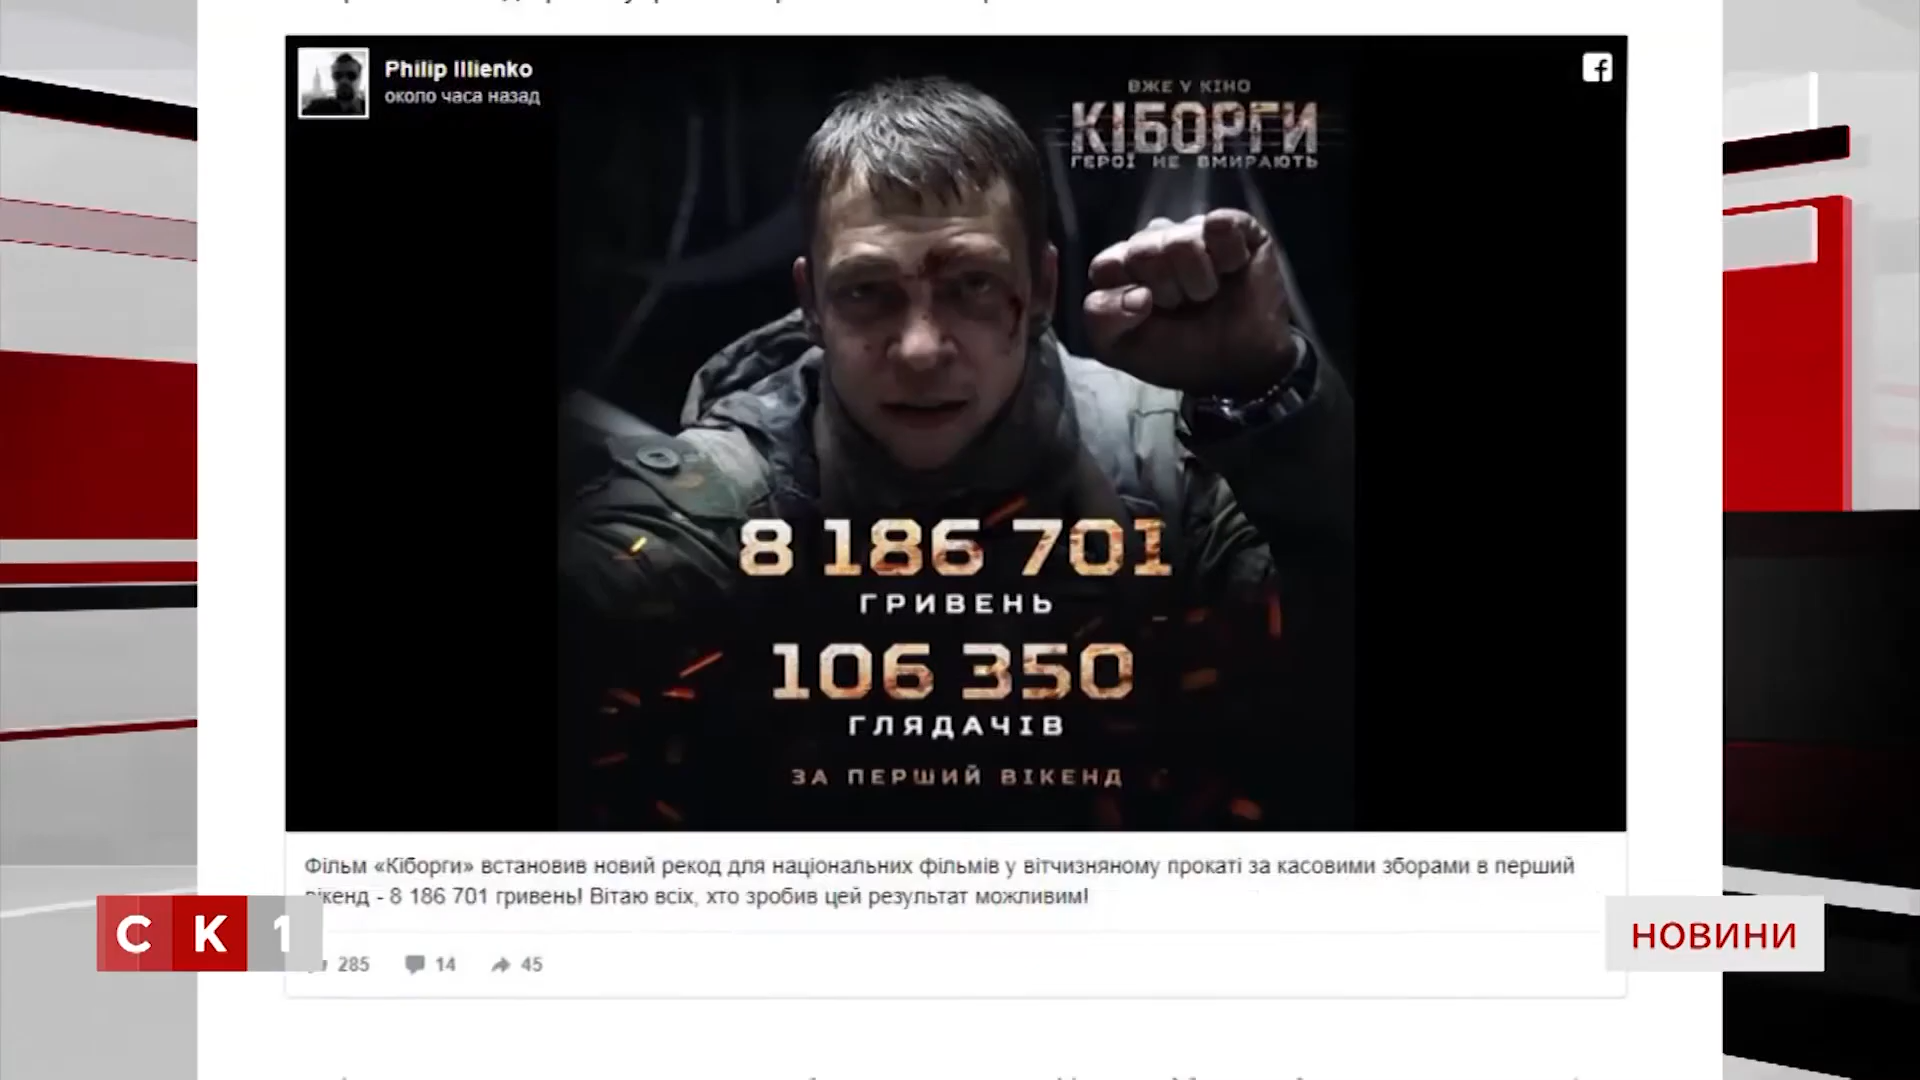 Philip Illienko
около часа назад
ВЖЕ У КІНО
КІБОРГИ
ГЕРОЇ НЕ ВМИРАЮТЬ
8 186 701
ГРИВЕНЬ
106 350
ГЛЯДАЧІВ
ЗА ПЕРШИЙ ВІКЕНД
Фільм «Кіборги» встановив новий рекод для національних фільмів у вітчизняному прокаті за касовими зборами в перший
вікенд - 8 186 701 гривень! Вітаю всіх, хто зробив цей результат можливим!
СК1
НОВИНИ
285 14 45